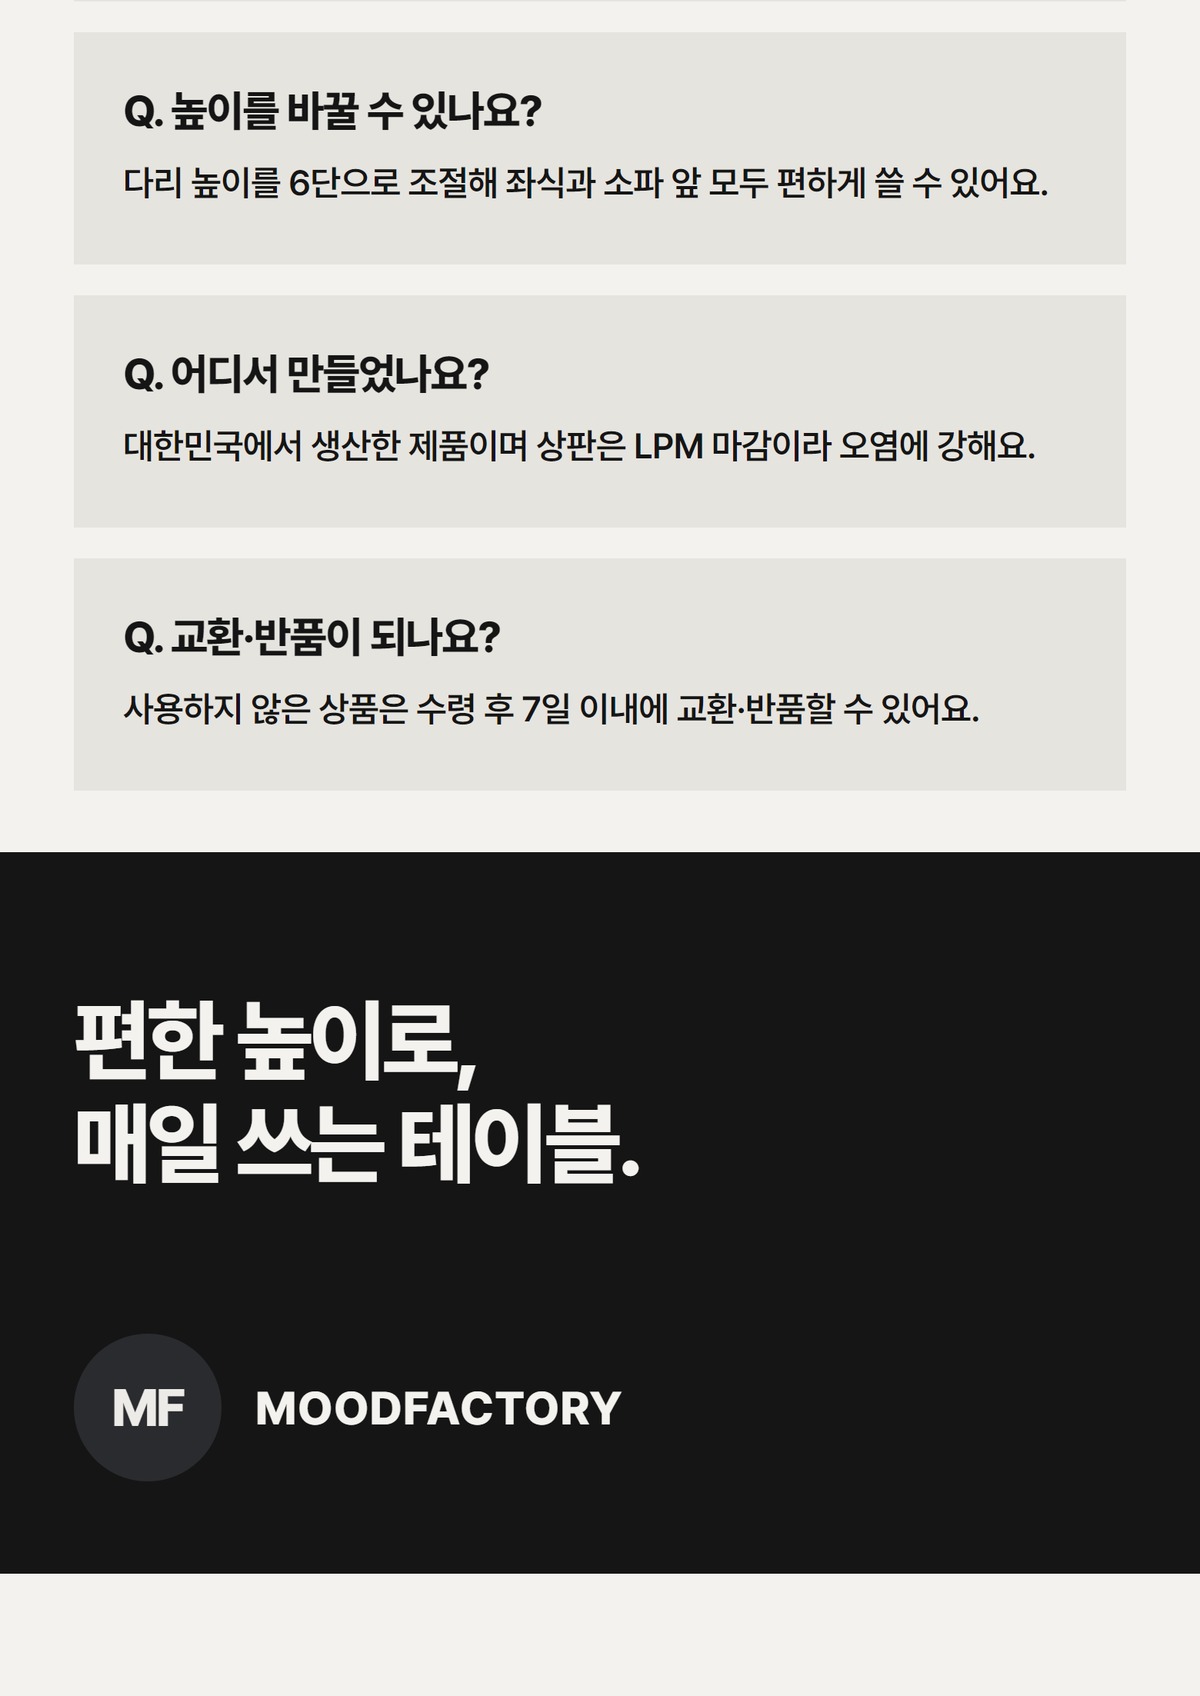 Q. 높이를 바꿀 수 있나요?
다리 높이를 6단으로 조절해 좌식과 소파 앞 모두 편하게 쓸 수 있어요.
Q. 어디서 만들었나요?
대한민국에서 생산한 제품이며 상판은 LPM 마감이라 오염에 강해요.
Q. 교환·반품이 되나요?
사용하지 않은 상품은 수령 후 7일 이내에 교환·반품할 수 있어요.
편한 높이로,
매일 쓰는 테이블.
MF MOODFACTORY